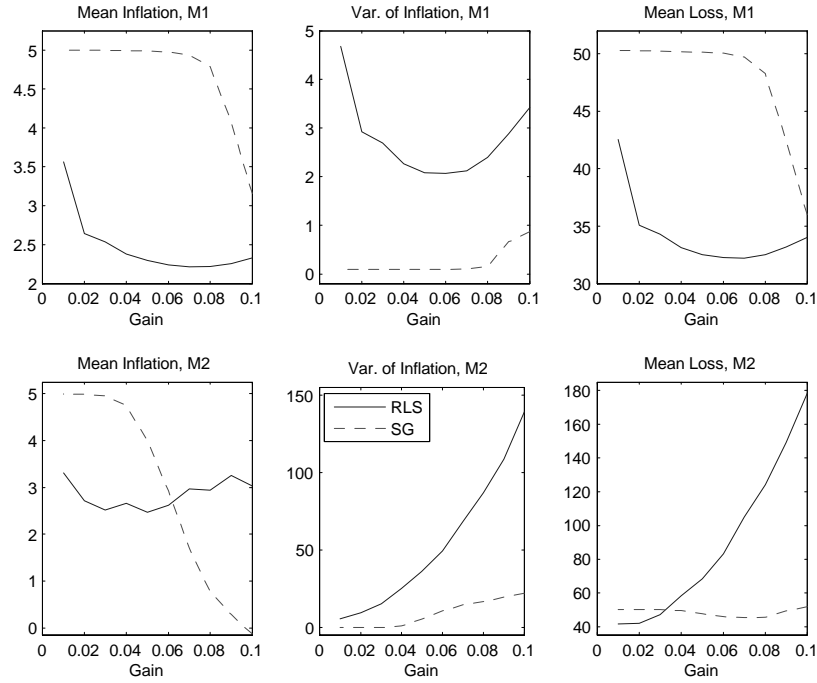 Mean Inflation, M1
5
4.5
4
3.5
3
2.5
2
0 0.02 0.04 0.06 0.08 0.1
Gain
Var. of Inflation, M1
5
4
3
2
1
0
0 0.02 0.04 0.06 0.08 0.1
Gain
Mean Loss, M1
50
45
40
35
30
0 0.02 0.04 0.06 0.08 0.1
Gain
Mean Inflation, M2
5
4
3
2
1
0
0 0.02 0.04 0.06 0.08 0.1
Gain
Var. of Inflation, M2
150
100
50
0
RLS
SG
0 0.02 0.04 0.06 0.08 0.1
Gain
Mean Loss, M2
180
160
140
120
100
80
60
40
0 0.02 0.04 0.06 0.08 0.1
Gain